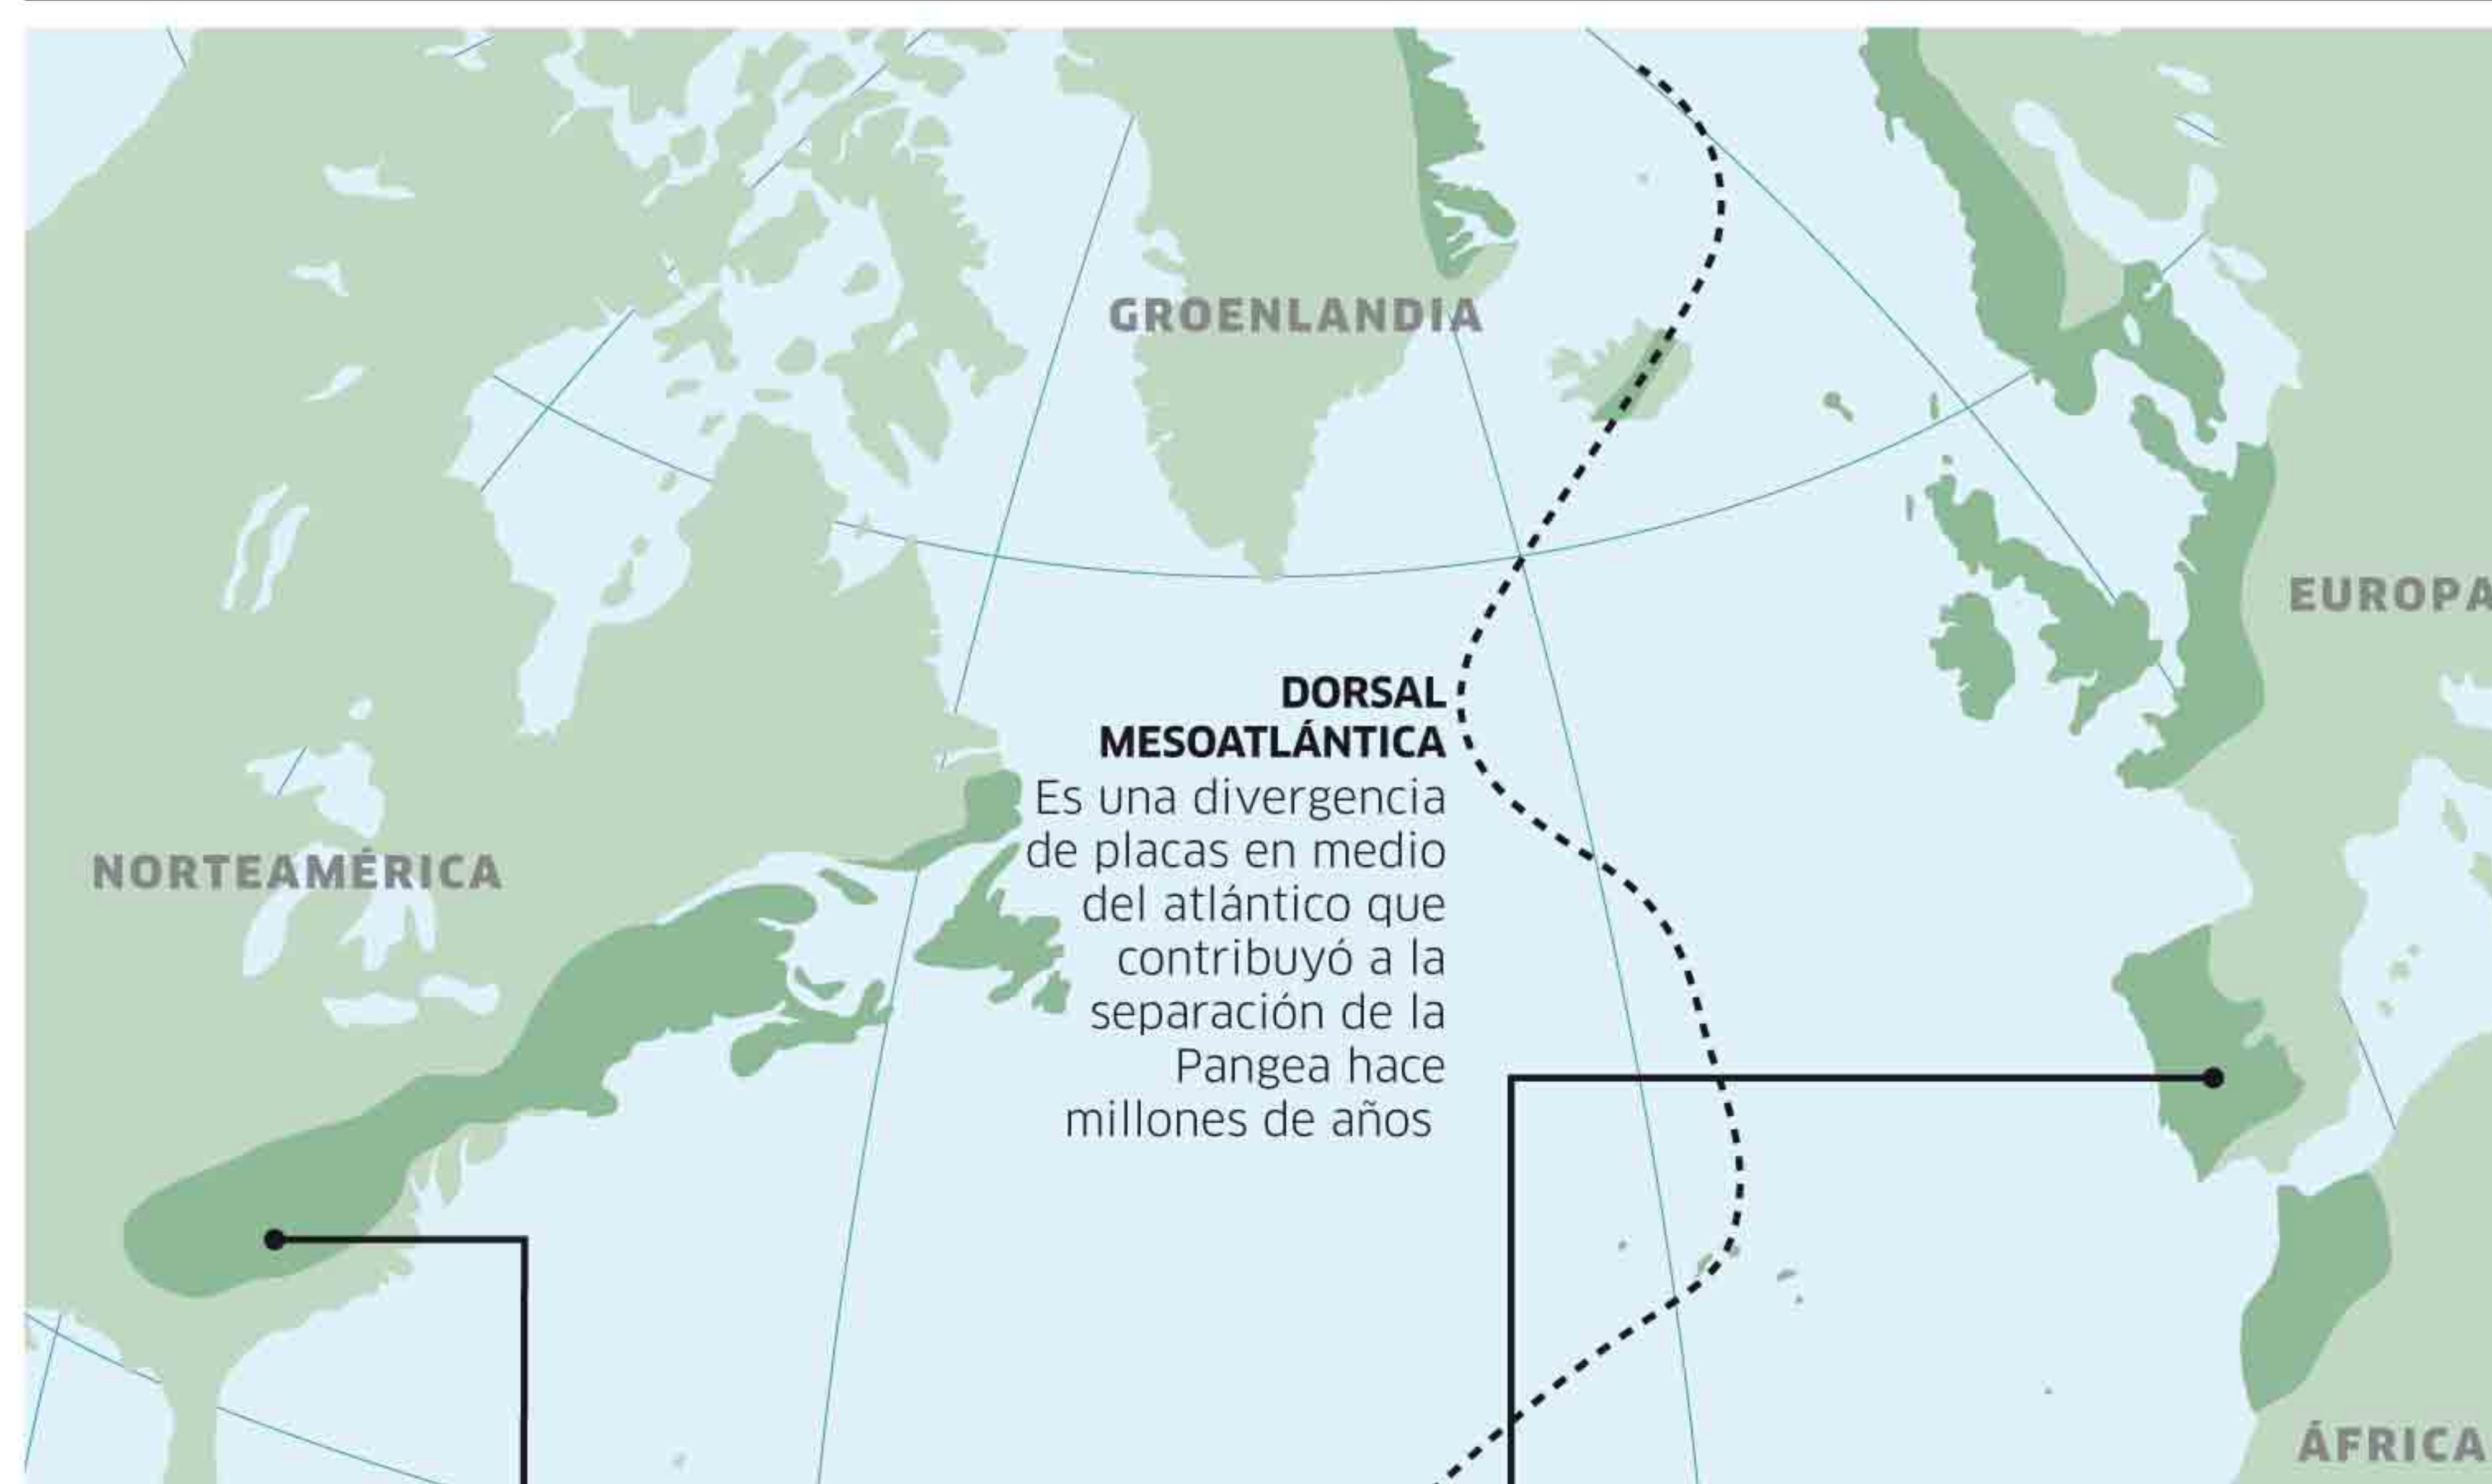 GROENLANDIA
EUROPA
DORSAL
MESOATLÁNTICA
Es una divergencia
de placas en medio
del atlántico que
contribuyó a la
separación de la
Pangea hace
millones de años
NORTEAMÉRICA
ÁFRICA